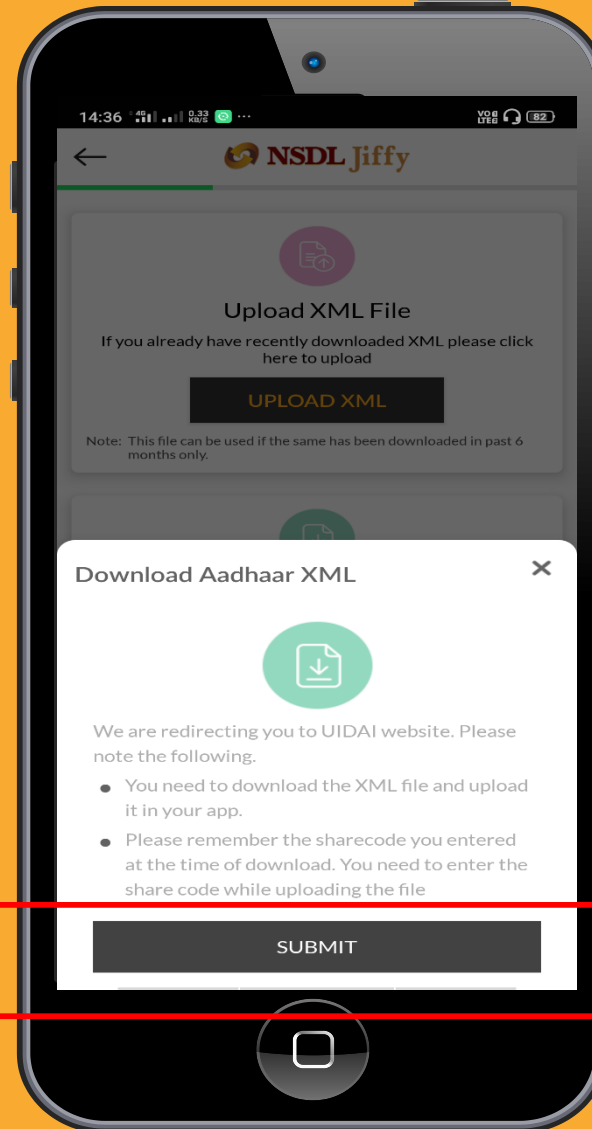 14:36 4G 0.33 KB/S ... VO LTE 82
NSDL Jiffy
Upload XML File
If you already have recently downloaded XML please click
here to upload
UPLOAD XML
Note: This file can be used if the same has been downloaded in past 6
months only.
Download Aadhaar XML
We are redirecting you to UIDAI website. Please
note the following.
• You need to download the XML file and upload
it in your app.
• Please remember the sharecode you entered
at the time of download. You need to enter the
share code while uploading the file
SUBMIT